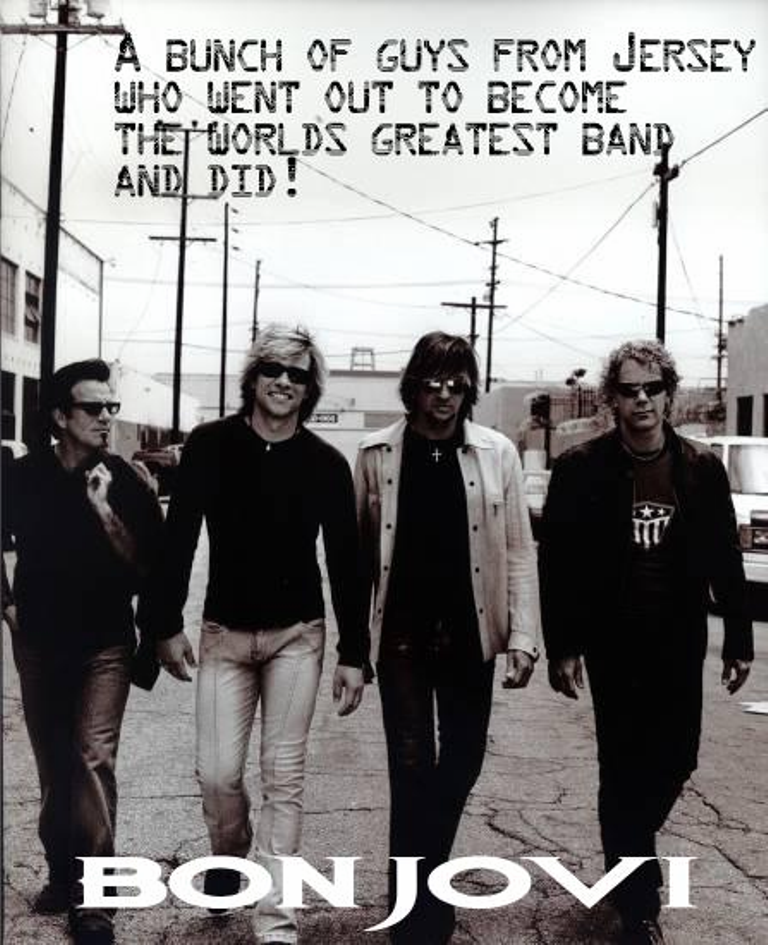 A BUNCH OF GUYS FROM JERSEY
WHO WENT OUT TO BECOME
THE WORLDS GREATEST BAND
AND DID!
BON JOVI